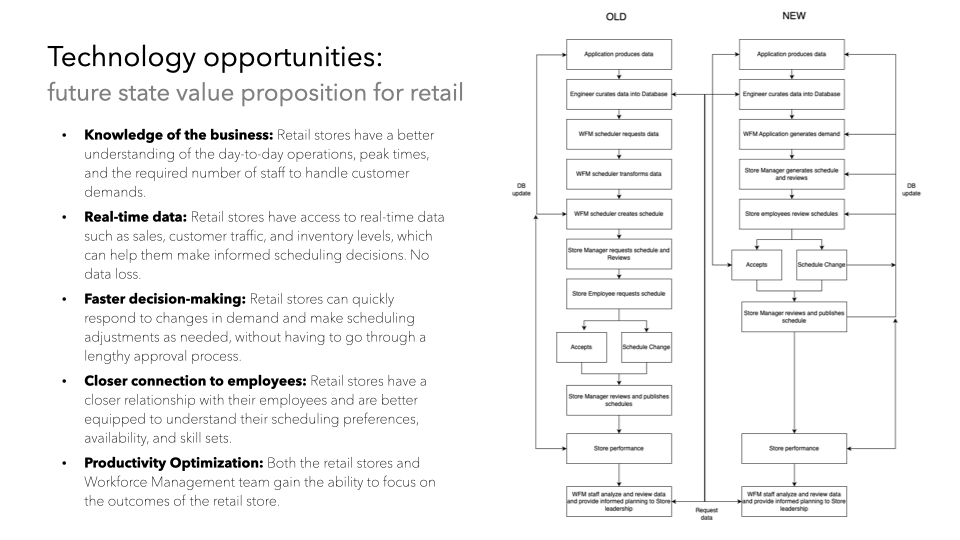 Technology opportunities:
future state value proposition for retail
• Knowledge of the business: Retail stores have a better
understanding of the day-to-day operations, peak times,
and the required number of staff to handle customer
demands.
• Real-time data: Retail stores have access to real-time data
such as sales, customer traffic, and inventory levels, which
can help them make informed scheduling decisions. No
data loss.
• Faster decision-making: Retail stores can quickly
respond to changes in demand and make scheduling
adjustments as needed, without having to go through a
lengthy approval process.
• Closer connection to employees: Retail stores have a
closer relationship with their employees and are better
equipped to understand their scheduling preferences,
availability, and skill sets.
• Productivity Optimization: Both the retail stores and
Workforce Management team gain the ability to focus on
the outcomes of the retail store.
OLD
Application produces data
Engineer curates data into Database
WFM scheduler requests data
WFM scheduler transforms data
DB
update
WFM scheduler creates schedule
Store Manager requests schedule and
Reviews
Store Employee requests schedule
Accepts
Schedule Change
Store Manager reviews and publishes
schedules
Store performance
WFM staff analyze and review data
and provide informed planning to Store
leadership
Request
data
NEW
Application produces data
Engineer curates data into Database
WFM Application generates demand
Store Manager generates schedule
and reviews
DB
update
Store employees review schedules
Accepts
Schedule Change
Store Manager reviews and publishes
schedule
Store performance
WFM staff analyze and review data
and provide informed planning to Store
leadership